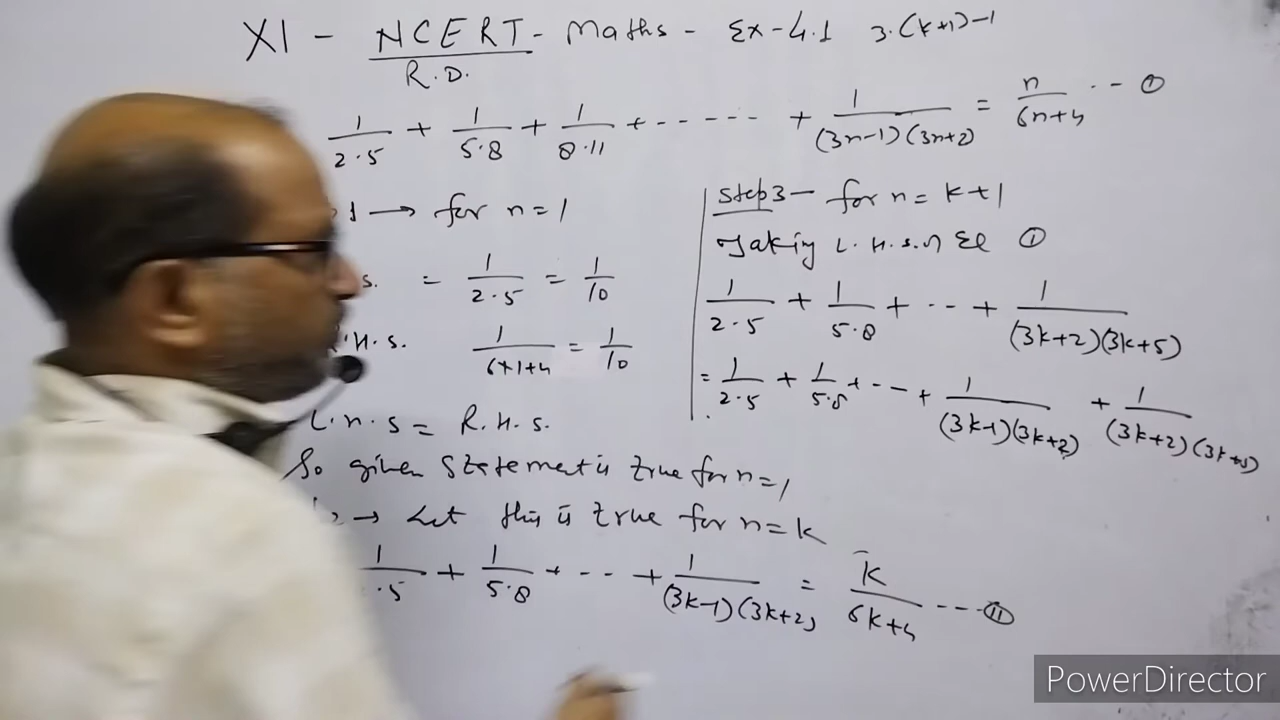 XI - NCERT - Maths - Ex-4.1 3.(k+1)-1
R.D.
1/2.5 + 1/5.8 + 1/8.11 + ------ + 1/(3n-1)(3n+2) = n/6n+4 --- ①
1 → for n=1
s. = 1/2.5 = 1/10
R.H.s. 1/6×1+4 = 1/10
L.H.s = R.H.s.
So given statement is true for n=1
2 → Let this is true for n=k
.5 + 1/5.8 + --- + 1/(3k-1)(3k+2) = k/6k+4 --- ⑪
Step3 - for n = k+1
Taking L.H.s. of Eq ①
1/2.5 + 1/5.8 + --- + 1/(3k+2)(3k+5)
= 1/2.5 + 1/5.8 + --- + 1/(3k-1)(3k+2) + 1/(3k+2)(3k+5)
PowerDirector